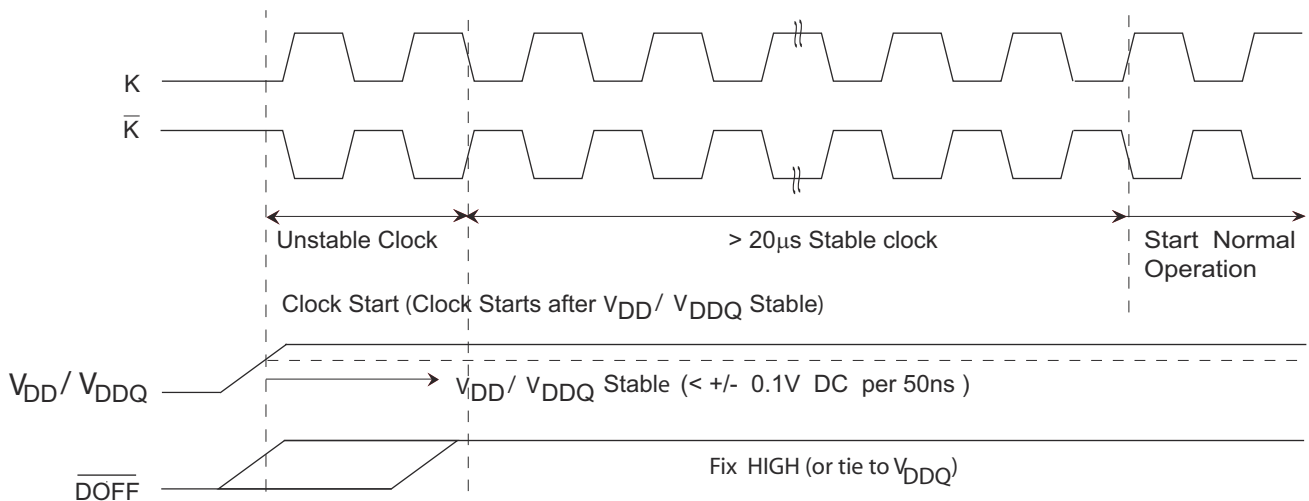 K
K
Unstable Clock
> 20μs Stable clock
Start Normal
Operation
Clock Start (Clock Starts after VDD / VDDQ Stable)
VDD / VDDQ
VDD / VDDQ Stable (< +/- 0.1V DC per 50ns )
DOFF
Fix HIGH (or tie to VDDQ)